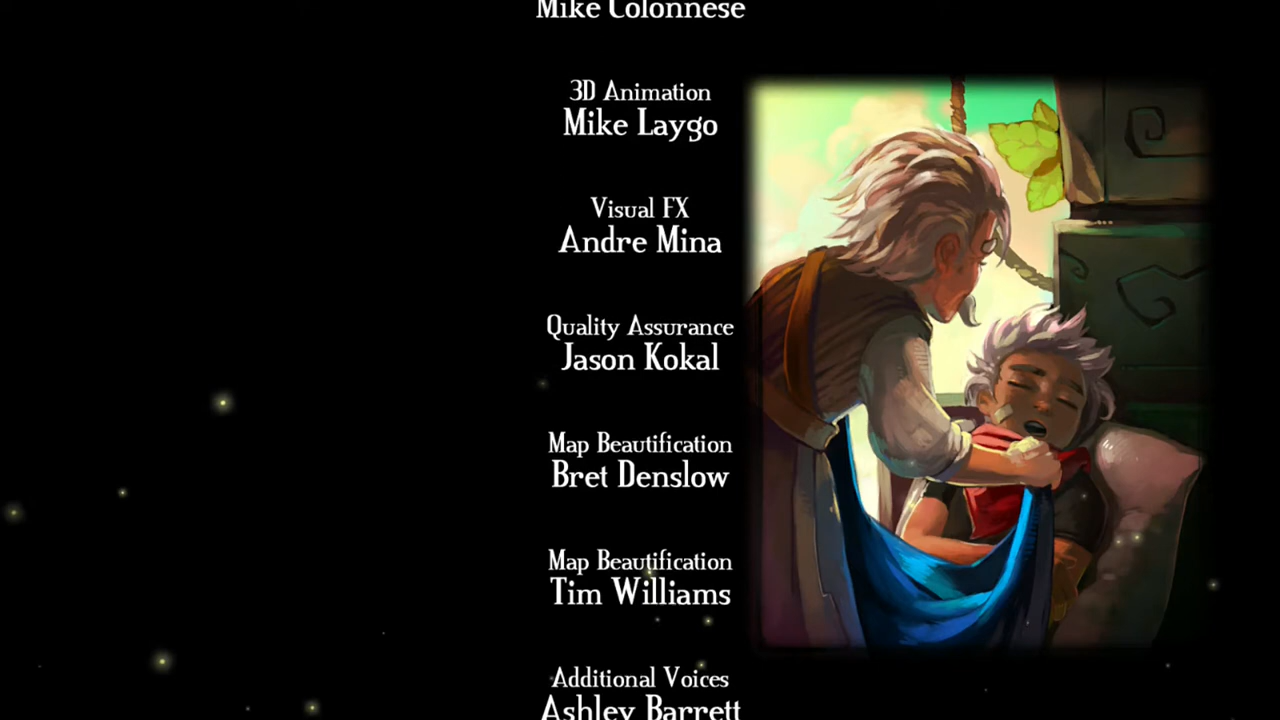 Mike Colonnese
3D Animation
Mike Laygo
Visual FX
Andre Mina
Quality Assurance
Jason Kokal
Map Beautification
Bret Denslow
Map Beautification
Tim Williams
Additional Voices
Ashley Barrett